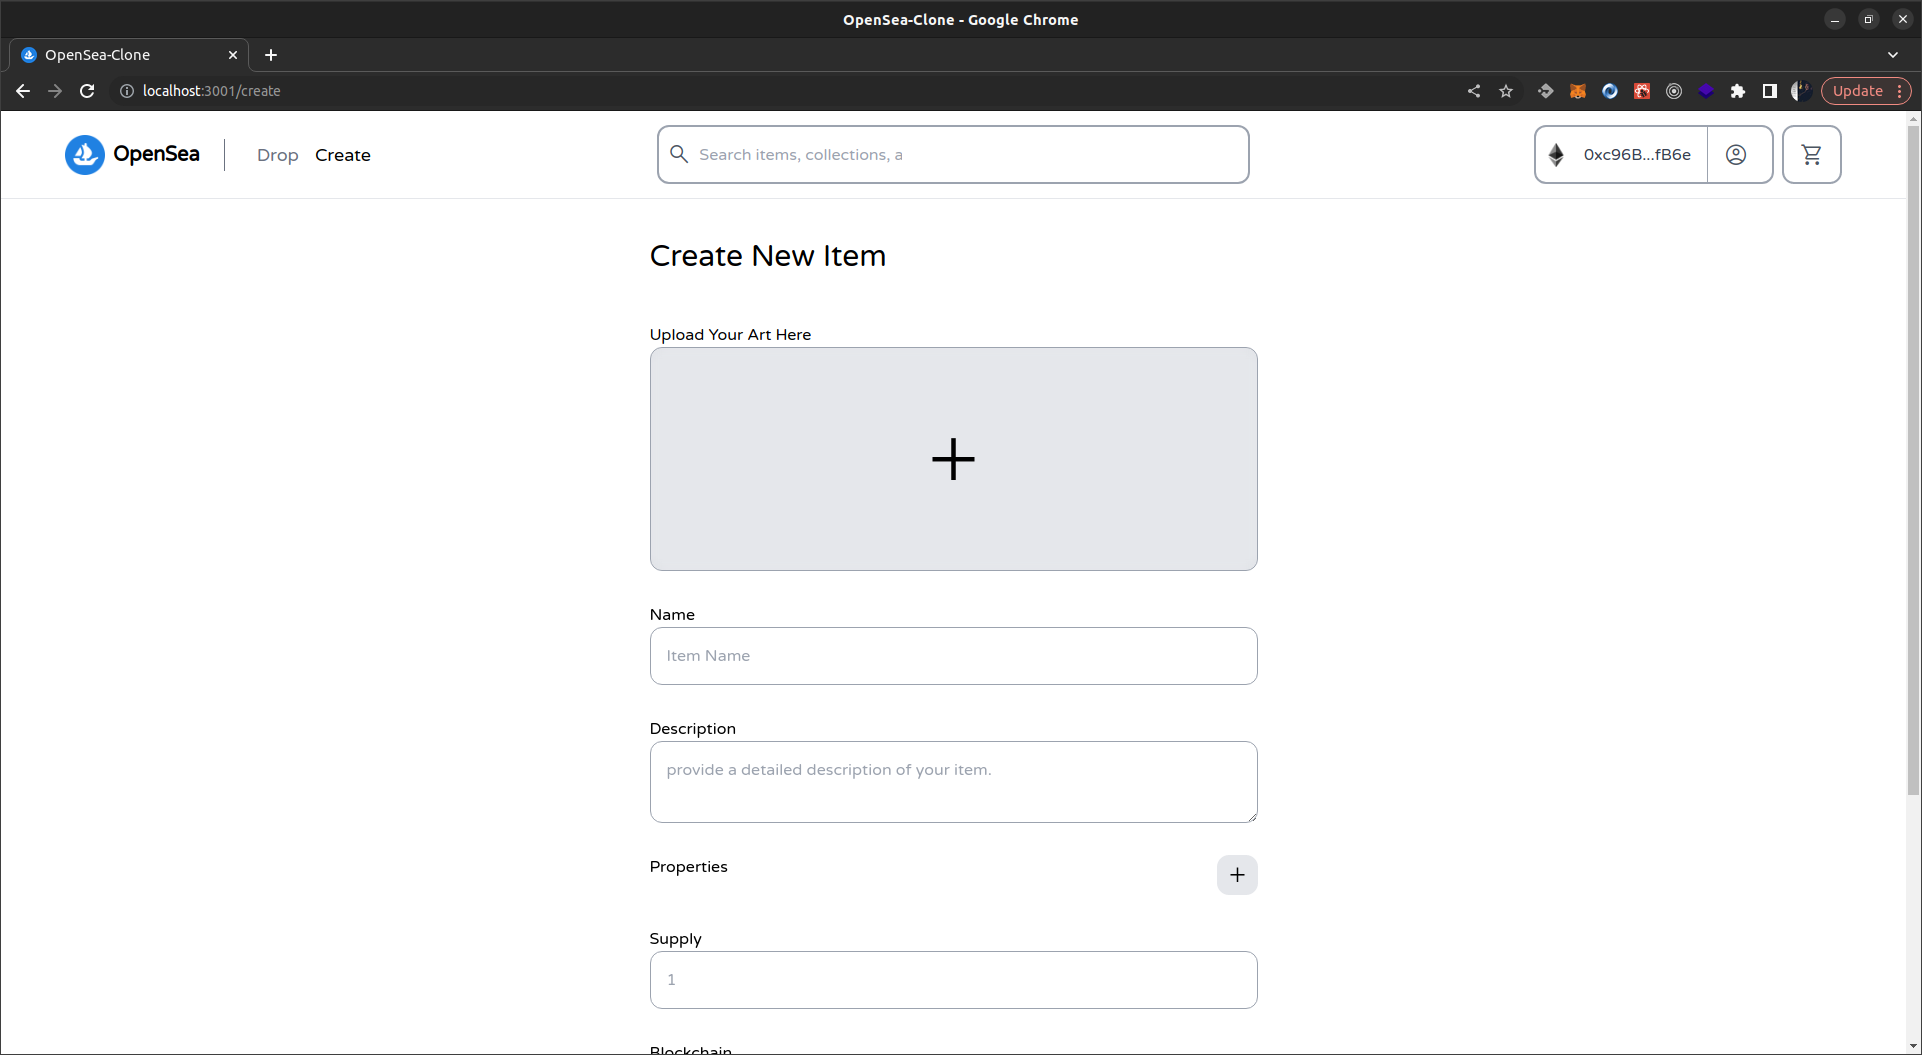 OpenSea-Clone - Google Chrome
OpenSea-Clone
localhost:3001/create
Update
OpenSea
Drop
Create
Search items, collections, a
0xc96B...fB6e
Create New Item
Upload Your Art Here
Name
Item Name
Description
provide a detailed description of your item.
Properties
Supply
1
Blockchain